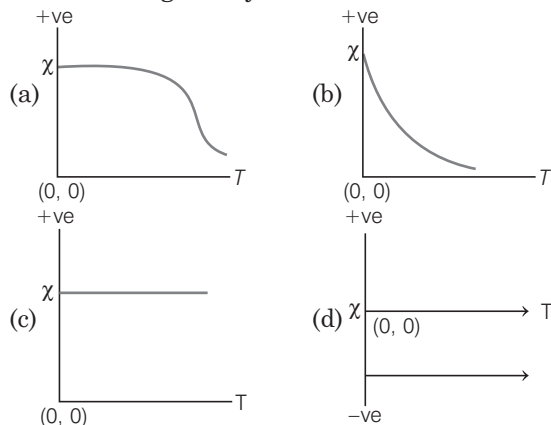 +ve
+ve
χ
χ
(a)
(b)
T
T
(0, 0)
(0, 0)
+ve
+ve
χ
χ
T
(c)
(d)
(0, 0)
T
(0, 0)
–ve